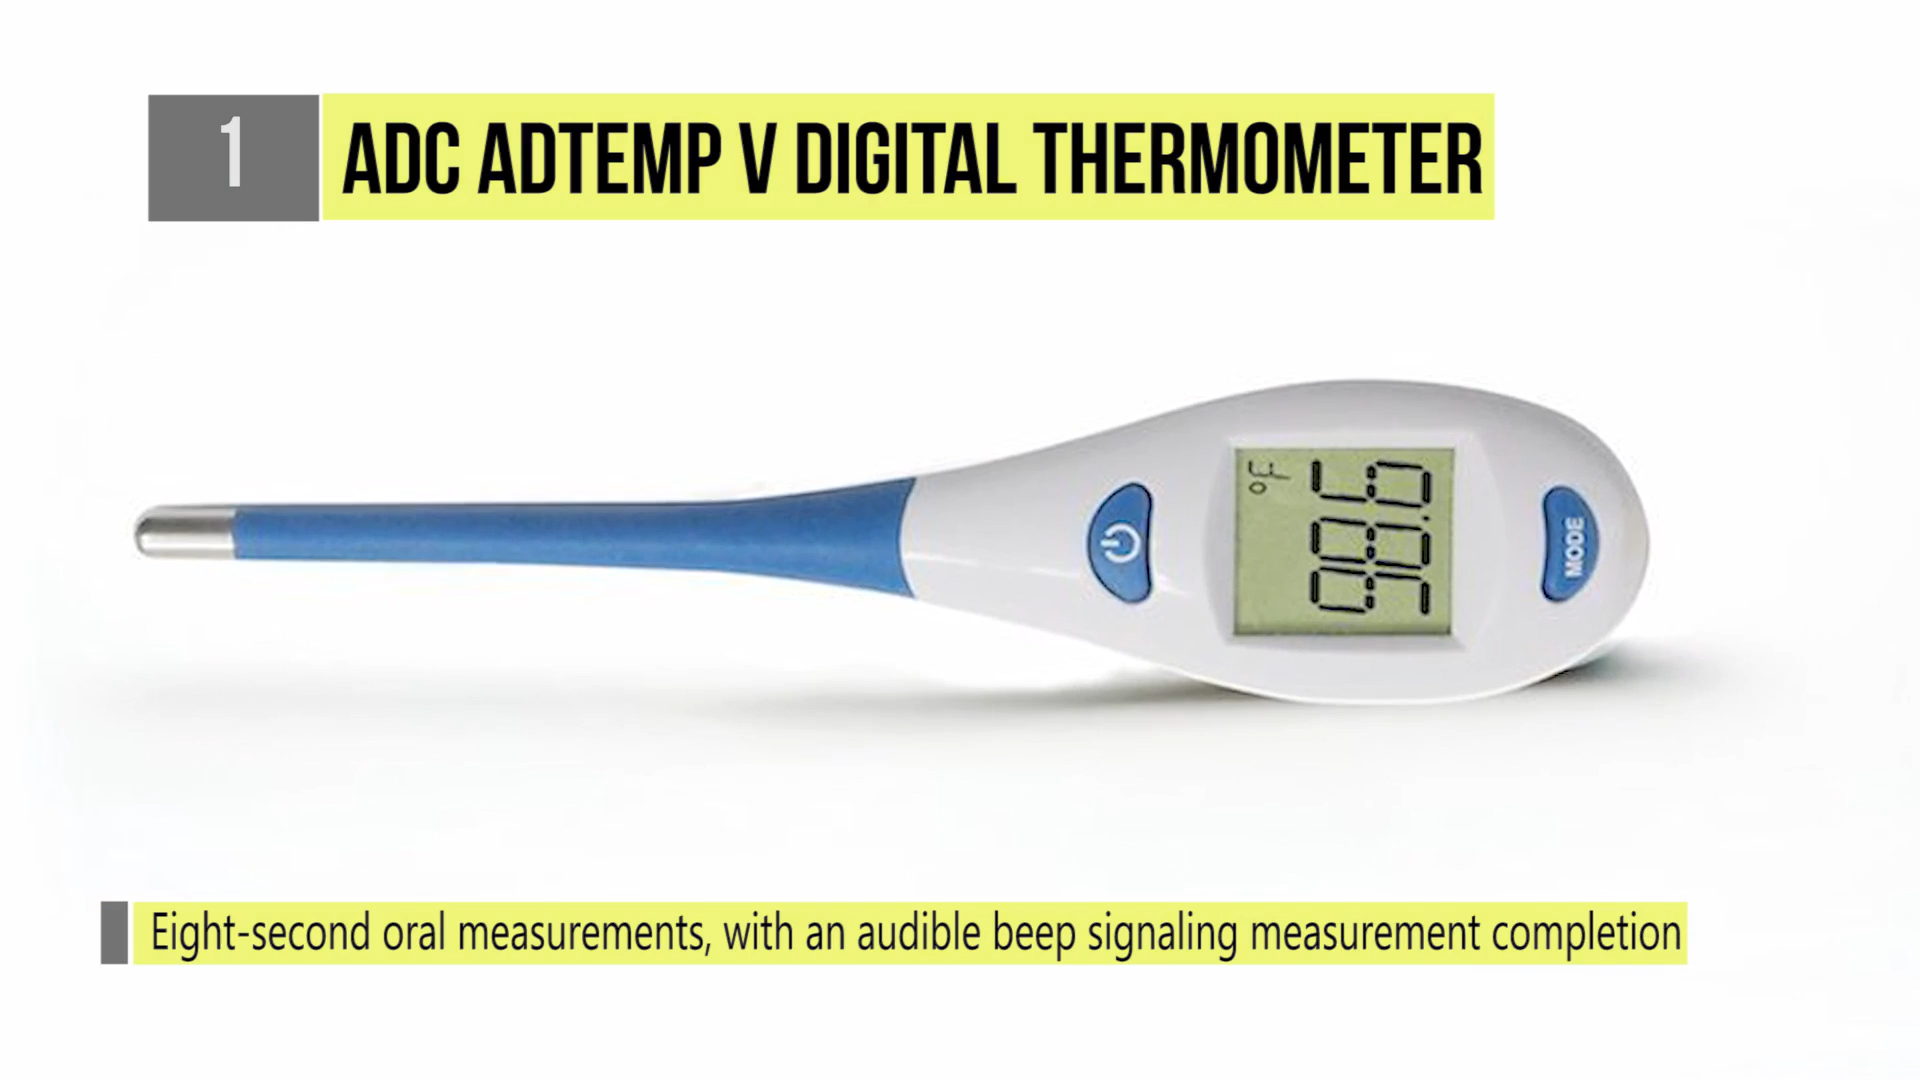 1 ADC ADTEMP V DIGITAL THERMOMETER
°F
98.6
MODE
Eight-second oral measurements, with an audible beep signaling measurement completion